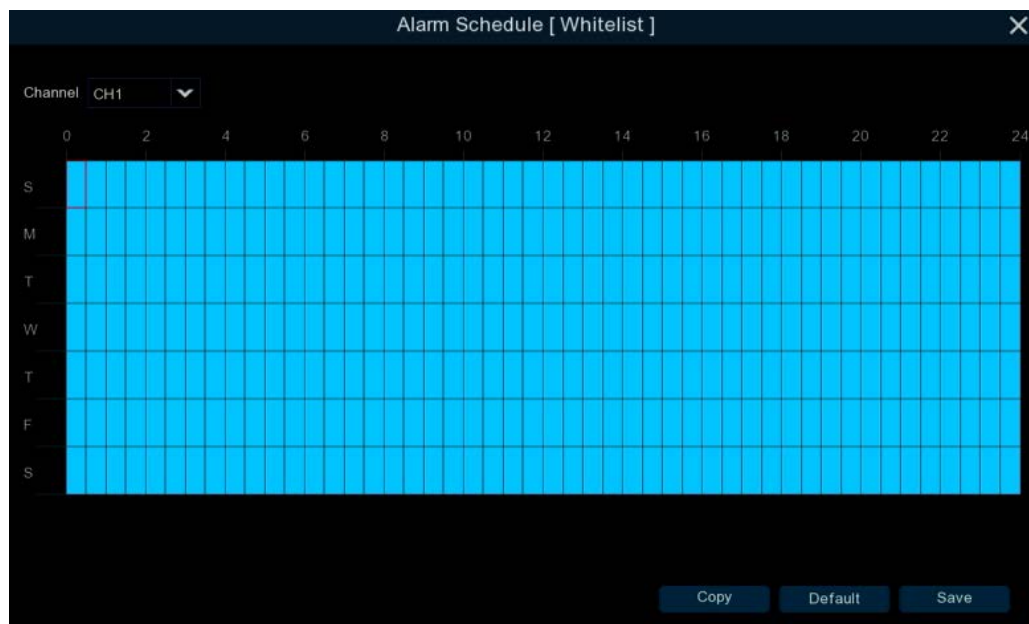 Alarm Schedule [ Whitelist ]
Channel CH1
0 2 4 6 8 10 12 14 16 18 20 22 24
S
M
T
W
T
F
S
Copy Default Save